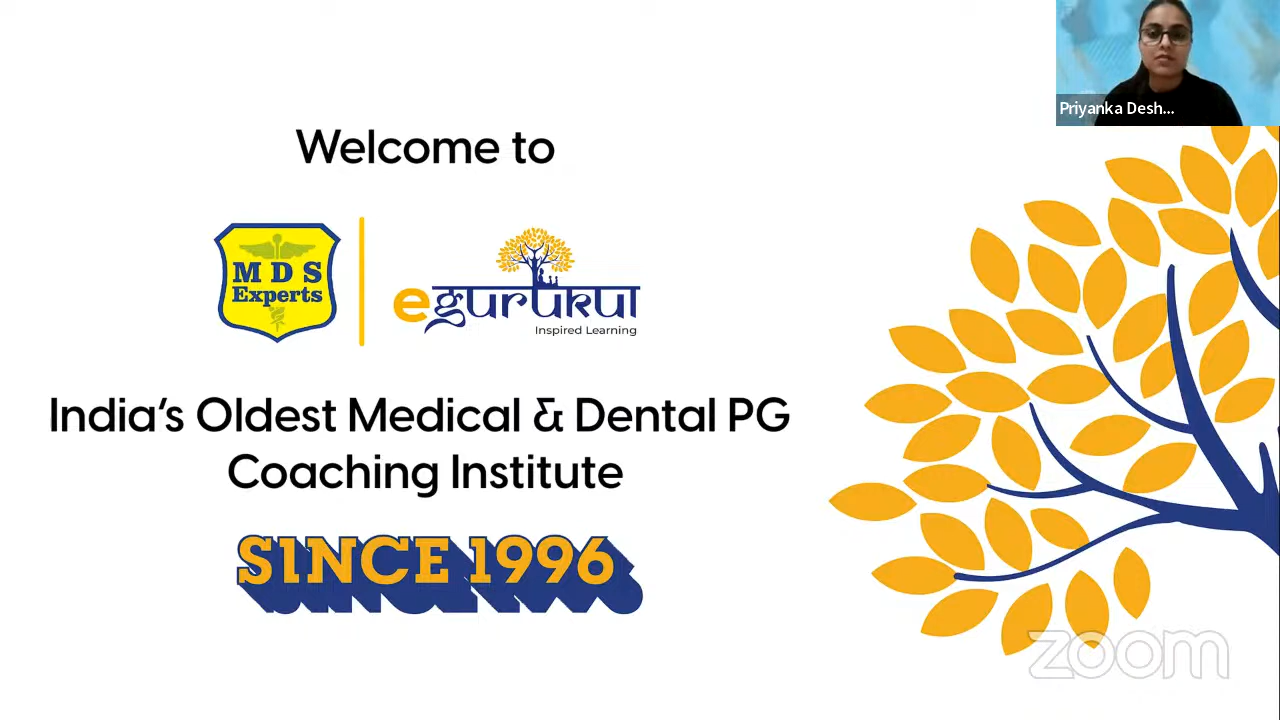 Priyanka Desh...
Welcome to
M D S
Experts
egurukul
Inspired Learning
India's Oldest Medical & Dental PG
Coaching Institute
SINCE 1996
zoom